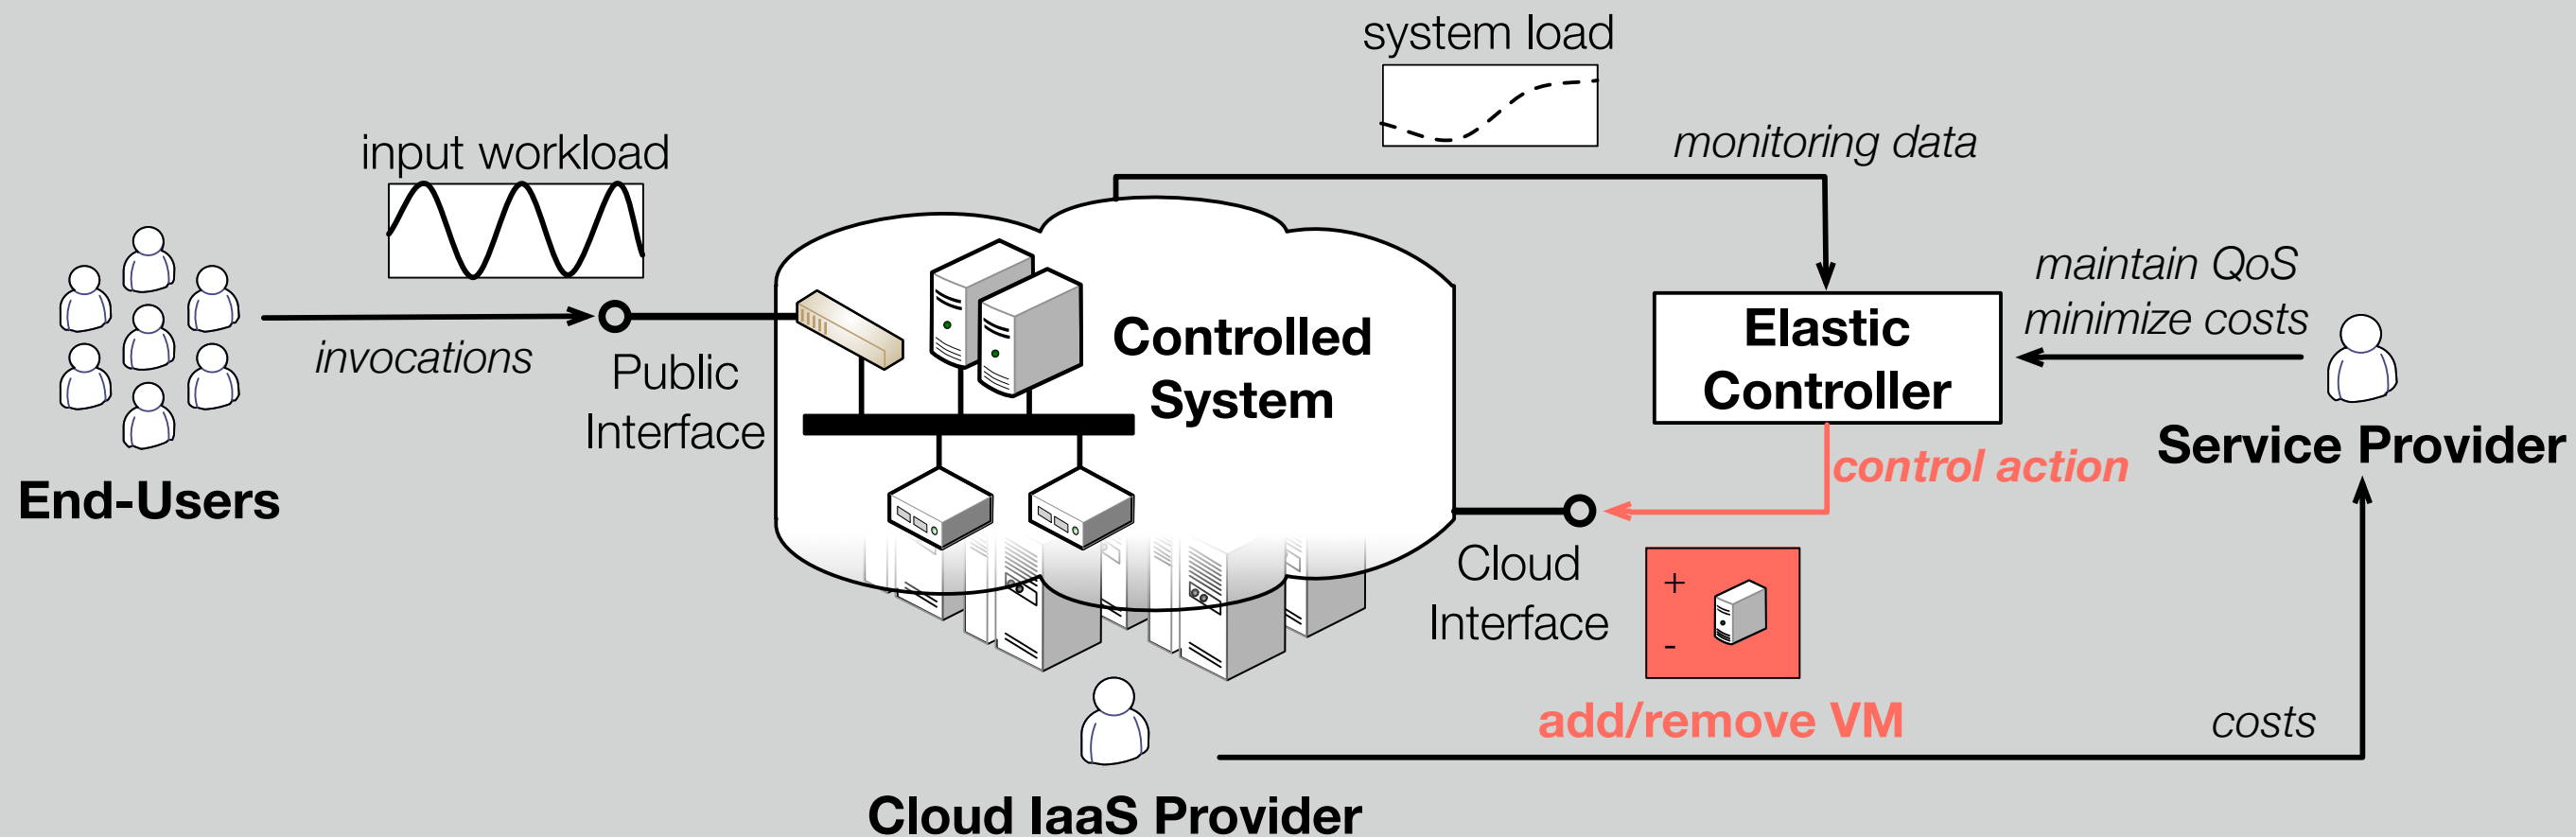 system load
input workload
monitoring data
maintain QoS
minimize costs
Elastic
Controller
Controlled
System
invocations
Public
Interface
control action
Service Provider
End-Users
Cloud
Interface
+
-
add/remove VM
costs
Cloud IaaS Provider